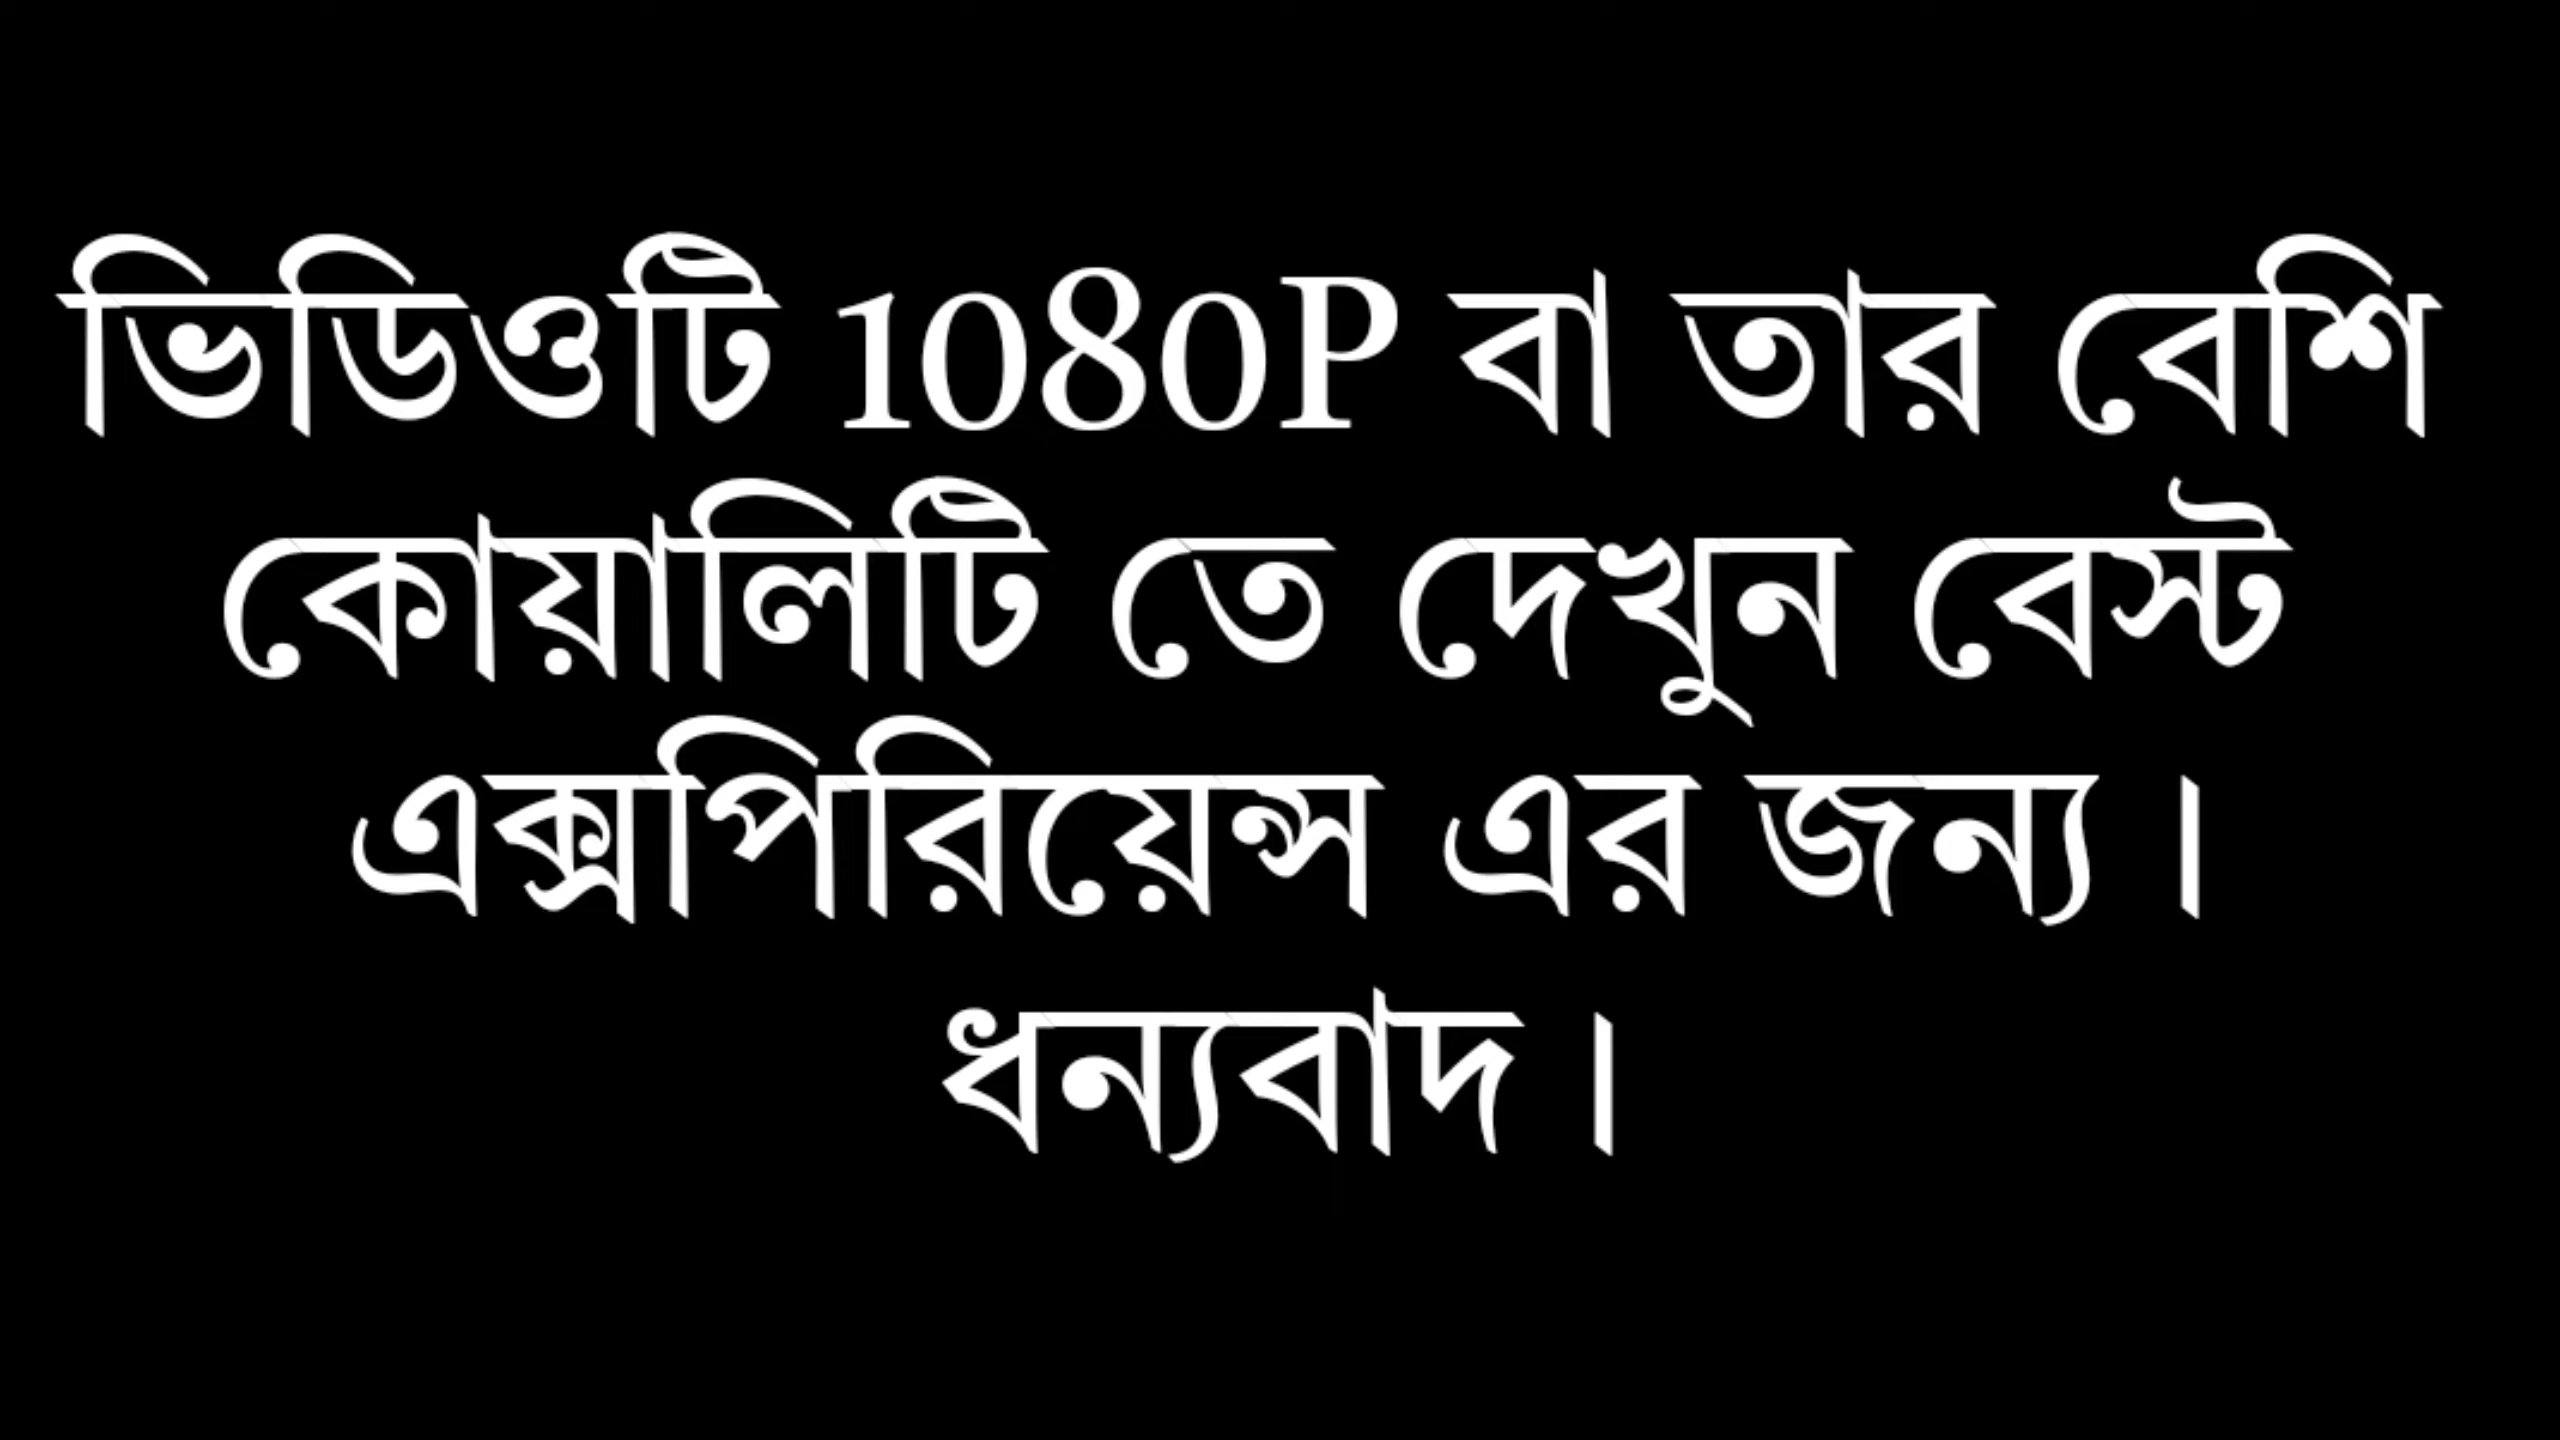 ভিডিওটি 1080P বা তার বেশি
কোয়ালিটি তে দেখুন বেস্ট
এক্সপিরিয়েন্স এর জন্য ।
ধন্যবাদ ।